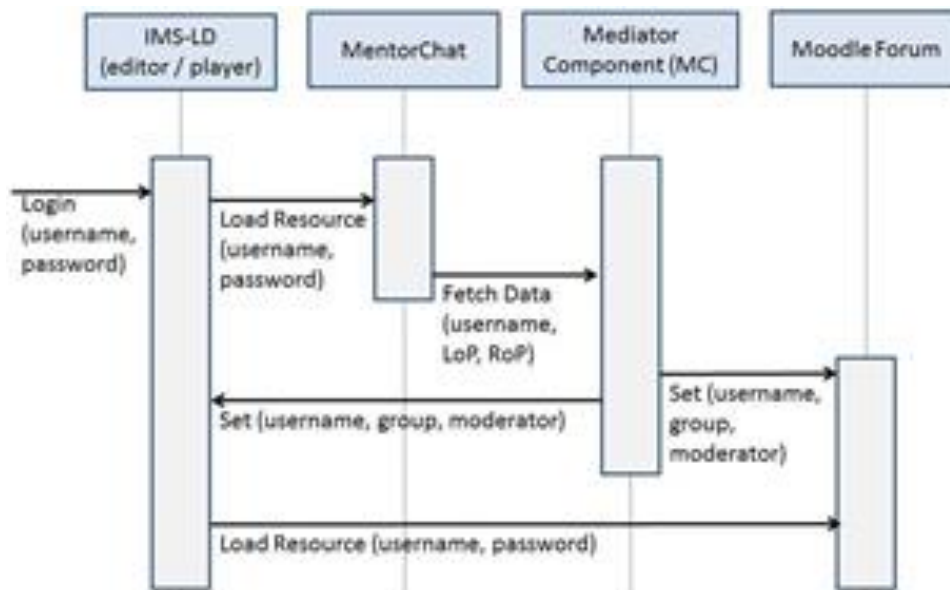 IMS-LD
(editor / player)
MentorChat
Mediator
Component (MC)
Moodle Forum
Login
(username,
password)
Load Resource
(username,
password)
Fetch Data
(username,
LoP, RoP)
Set (username, group, moderator)
Set (username,
group,
moderator)
Load Resource (username, password)